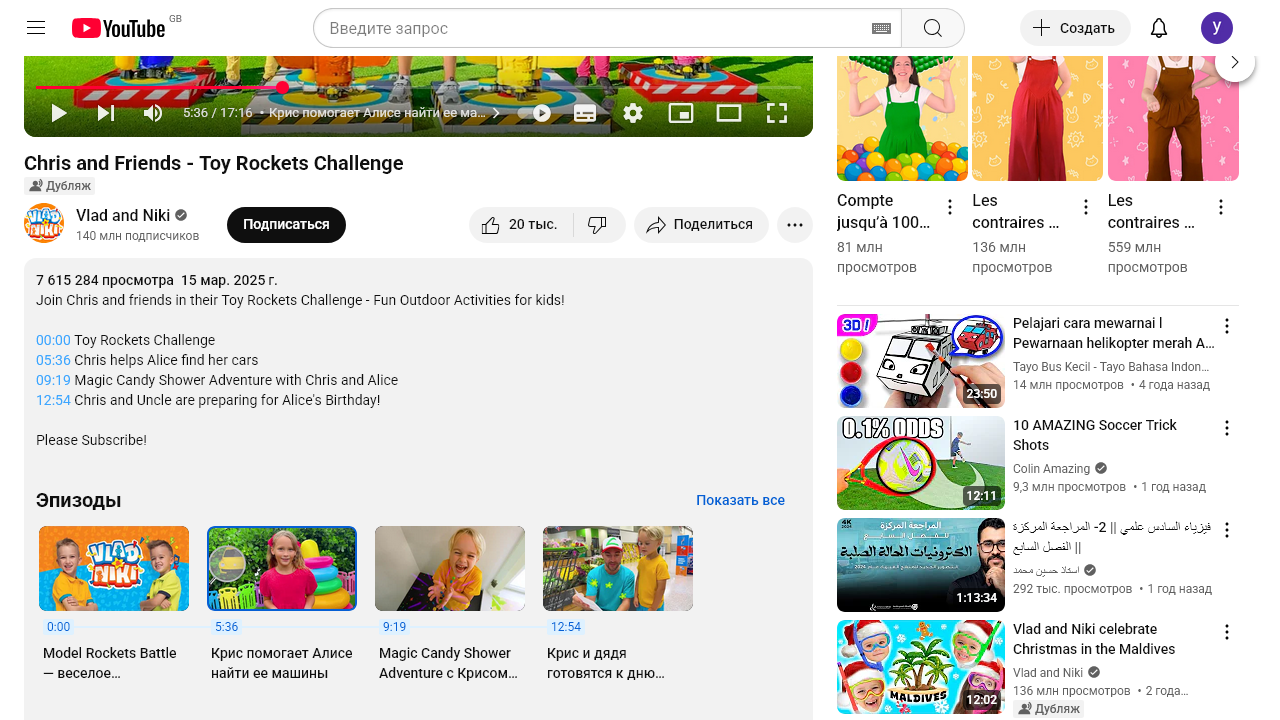 YouTube
GB
Введите запрос
Создать
У
5:36 / 17:16 • Крис помогает Алисе найти ее ма...
Chris and Friends - Toy Rockets Challenge
Дубляж
VLAD
NIKI
Vlad and Niki
140 млн подписчиков
Подписаться
20 тыс.
Поделиться
7 615 284 просмотра 15 мар. 2025 г.
Join Chris and friends in their Toy Rockets Challenge - Fun Outdoor Activities for kids!
00:00 Toy Rockets Challenge
05:36 Chris helps Alice find her cars
09:19 Magic Candy Shower Adventure with Chris and Alice
12:54 Chris and Uncle are preparing for Alice's Birthday!
Please Subscribe!
Эпизоды
Показать все
VLAD
NIKI
0:00
5:36
9:19
12:54
Model Rockets Battle
— веселое...
Крис помогает Алисе
найти ее машины
Magic Candy Shower
Adventure с Крисом...
Крис и дядя
готовятся к дню...
Compte
jusqu'à 100...
81 млн
просмотров
Les
contraires ...
136 млн
просмотров
Les
contraires ...
559 млн
просмотров
3D!
23:50
Pelajari cara mewarnai l
Pewarnaan helikopter merah A...
Tayo Bus Kecil - Tayo Bahasa Indon...
14 млн просмотров • 4 года назад
0.1% ODDS
12:11
10 AMAZING Soccer Trick
Shots
Colin Amazing
9,3 млн просмотров • 1 год назад
4K
المراجعة المركزة
للفصل السابع
الكترونيات الحالة الصلبة
1:13:34
فيزياء السادس علمي || 2- المراجعة المركزة
|| الفصل السابع
استاذ حسين محمد
292 тыс. просмотров • 1 год назад
MALDIVES
12:02
Vlad and Niki celebrate
Christmas in the Maldives
Vlad and Niki
136 млн просмотров • 2 года...
Дубляж